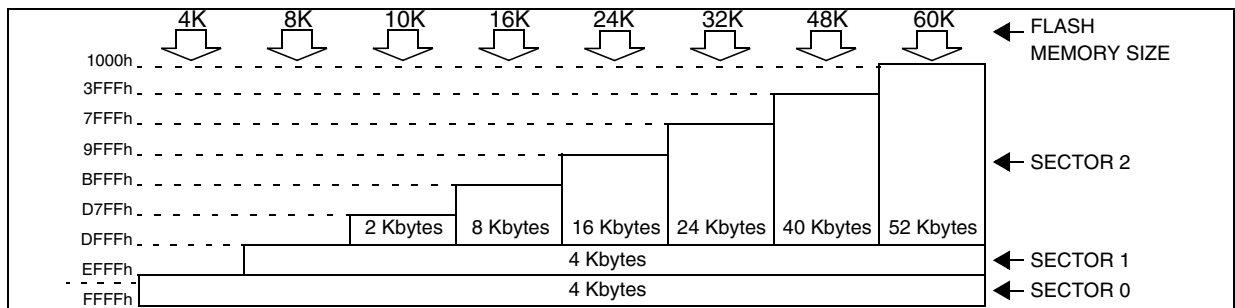 4K 8K 10K 16K 24K 32K 48K 60K
FLASH
MEMORY SIZE
1000h
3FFFh
7FFFh
9FFFh
SECTOR 2
BFFFh
D7FFh
2 Kbytes 8 Kbytes 16 Kbytes 24 Kbytes 40 Kbytes 52 Kbytes
DFFFh
4 Kbytes SECTOR 1
EFFFh
4 Kbytes SECTOR 0
FFFFh